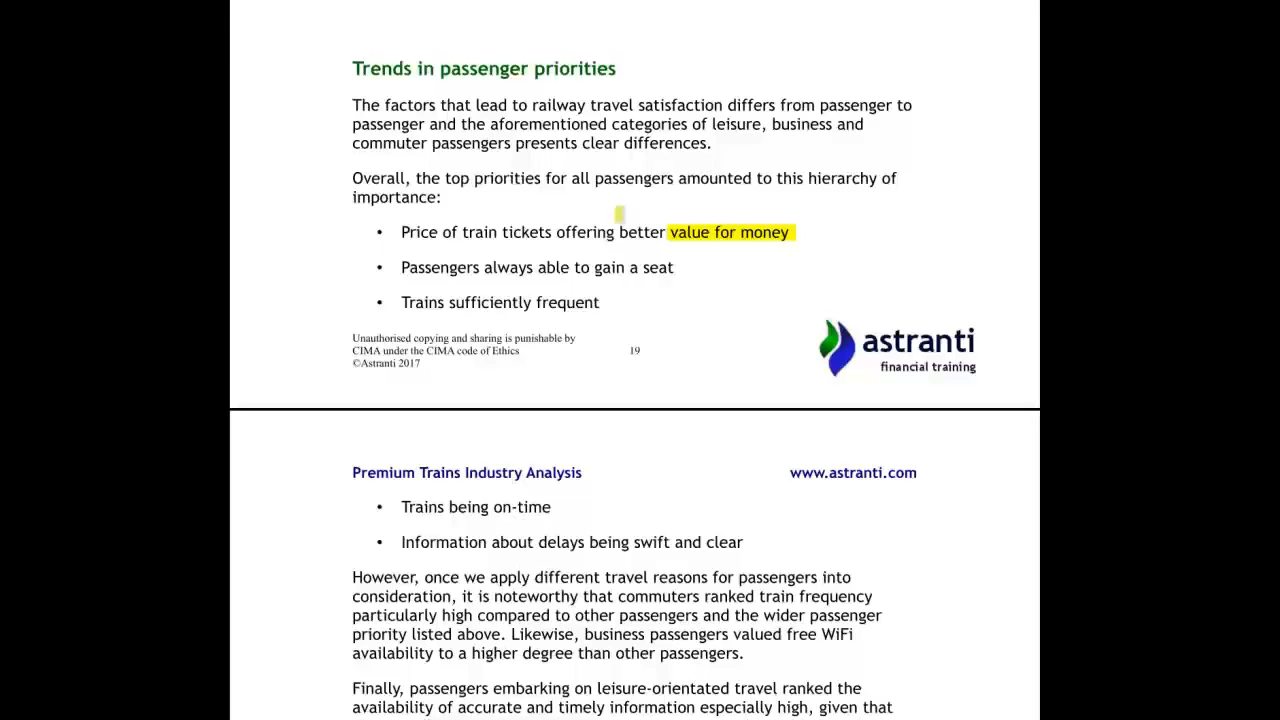 Trends in passenger priorities
The factors that lead to railway travel satisfaction differs from passenger to
passenger and the aforementioned categories of leisure, business and
commuter passengers presents clear differences.
Overall, the top priorities for all passengers amounted to this hierarchy of
importance:
• Price of train tickets offering better value for money
• Passengers always able to gain a seat
• Trains sufficiently frequent
Unauthorised copying and sharing is punishable by
CIMA under the CIMA code of Ethics
©Astranti 2017
19
astranti
financial training
Premium Trains Industry Analysis www.astranti.com
• Trains being on-time
• Information about delays being swift and clear
However, once we apply different travel reasons for passengers into
consideration, it is noteworthy that commuters ranked train frequency
particularly high compared to other passengers and the wider passenger
priority listed above. Likewise, business passengers valued free WiFi
availability to a higher degree than other passengers.
Finally, passengers embarking on leisure-orientated travel ranked the
availability of accurate and timely information especially high, given that